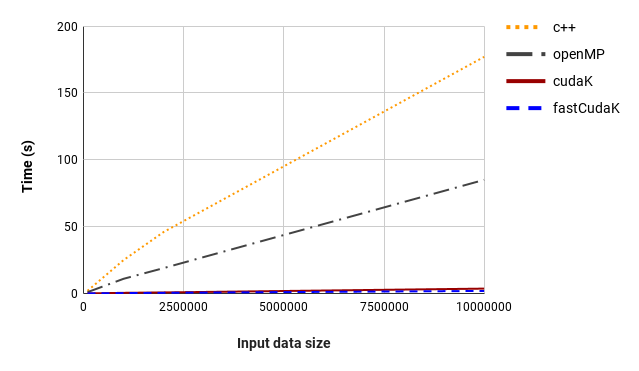 200
150
100
50
0
Time (s)
0
2500000
5000000
7500000
10000000
Input data size
c++
openMP
cudaK
fastCudaK